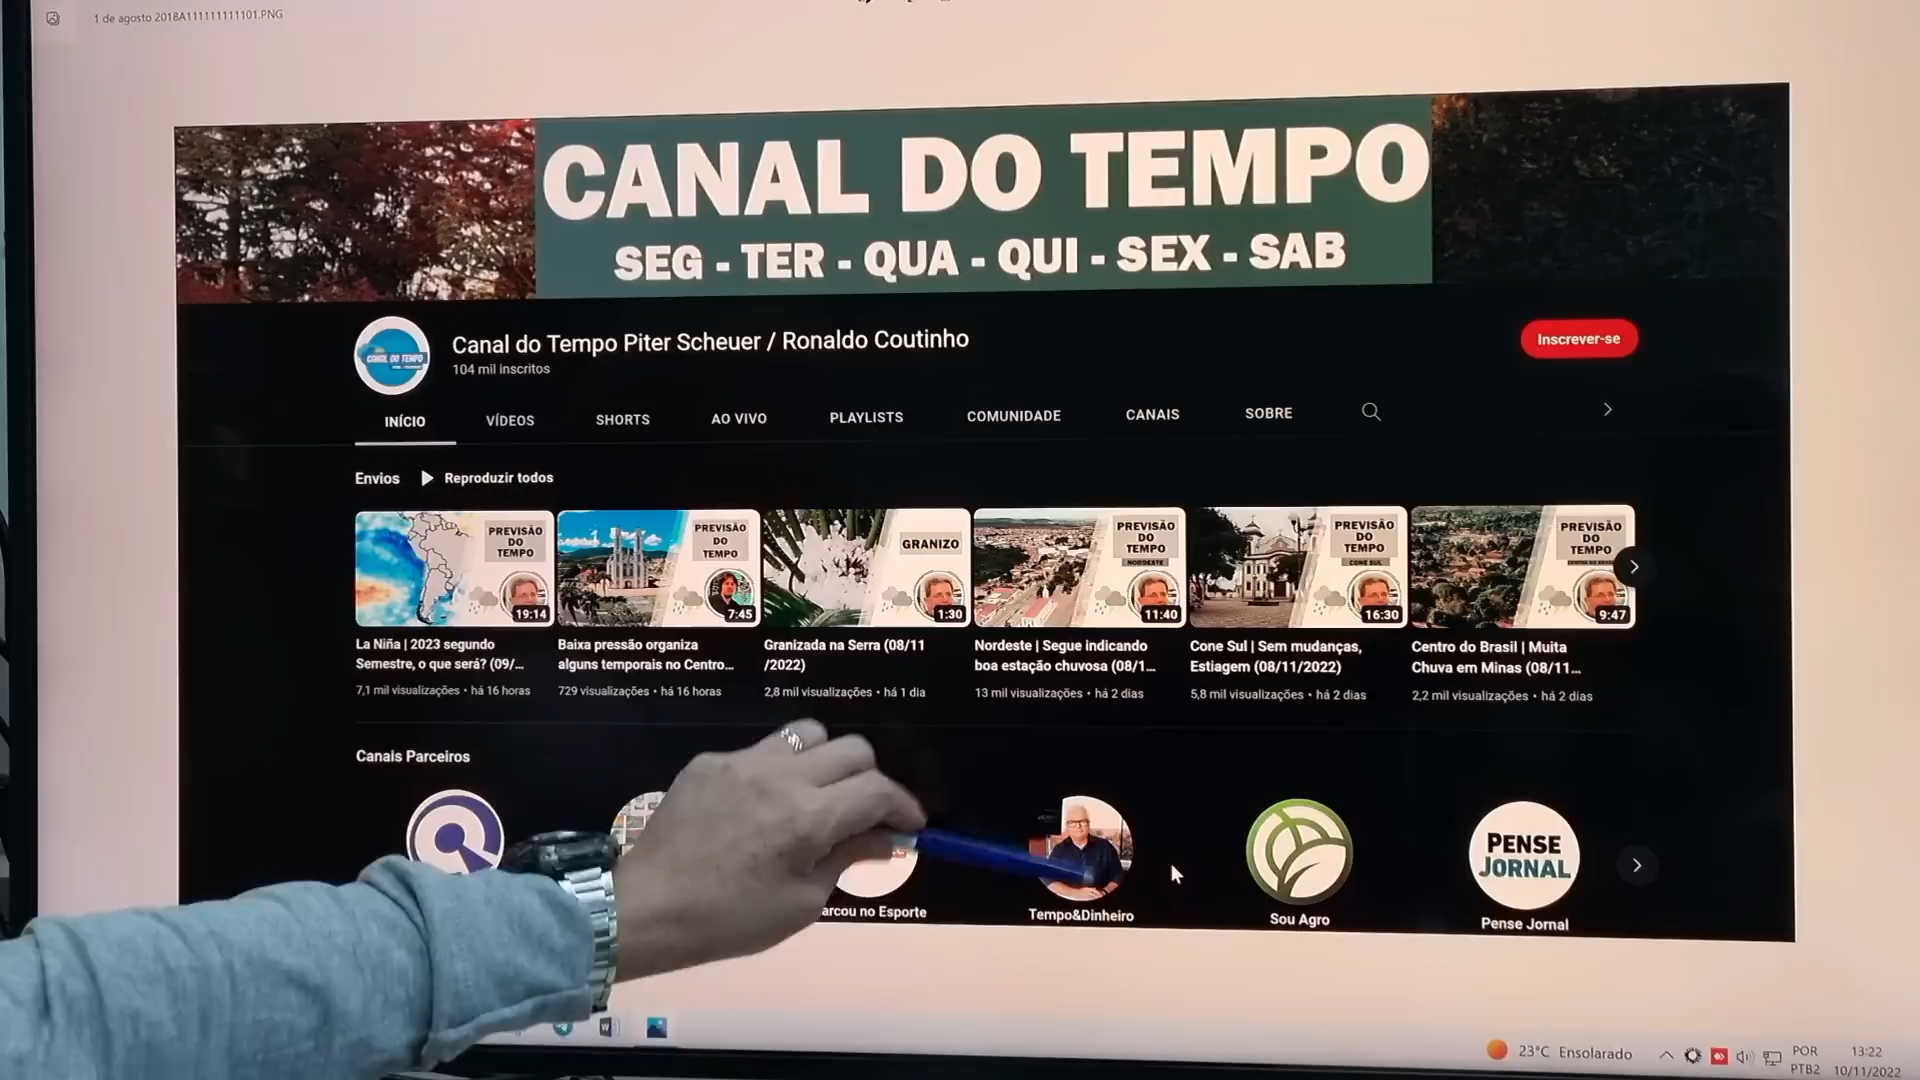 1 de agosto 2018A111111111101.PNG
CANAL DO TEMPO
SEG - TER - QUA - QUI - SEX - SAB
CANAL DO TEMPO
Canal do Tempo Piter Scheuer / Ronaldo Coutinho
104 mil inscritos
Inscrever-se
INÍCIO VÍDEOS SHORTS AO VIVO PLAYLISTS COMUNIDADE CANAIS SOBRE
Envios Reproduzir todos
PREVISÃO
DO
TEMPO
19:14
La Niña | 2023 segundo
Semestre, o que será? (09/...
7,1 mil visualizações • há 16 horas
PREVISÃO
DO
TEMPO
7:45
Baixa pressão organiza
alguns temporais no Centro...
729 visualizações • há 16 horas
GRANIZO
1:30
Granizada na Serra (08/11
/2022)
2,8 mil visualizações • há 1 dia
PREVISÃO
DO
TEMPO
NORDESTE
11:40
Nordeste | Segue indicando
boa estação chuvosa (08/1...
13 mil visualizações • há 2 dias
PREVISÃO
DO
TEMPO
CONE SUL
16:30
Cone Sul | Sem mudanças,
Estiagem (08/11/2022)
5,8 mil visualizações • há 2 dias
PREVISÃO
DO
TEMPO
CENTRO DO BRASIL
9:47
Centro do Brasil | Muita
Chuva em Minas (08/11...
2,2 mil visualizações • há 2 dias
Canais Parceiros
arcou no Esporte
Tempo&Dinheiro
Sou Agro
PENSE
JORNAL
Pense Jornal
23°C Ensolarado
POR
PTB2
13:22
10/11/2022